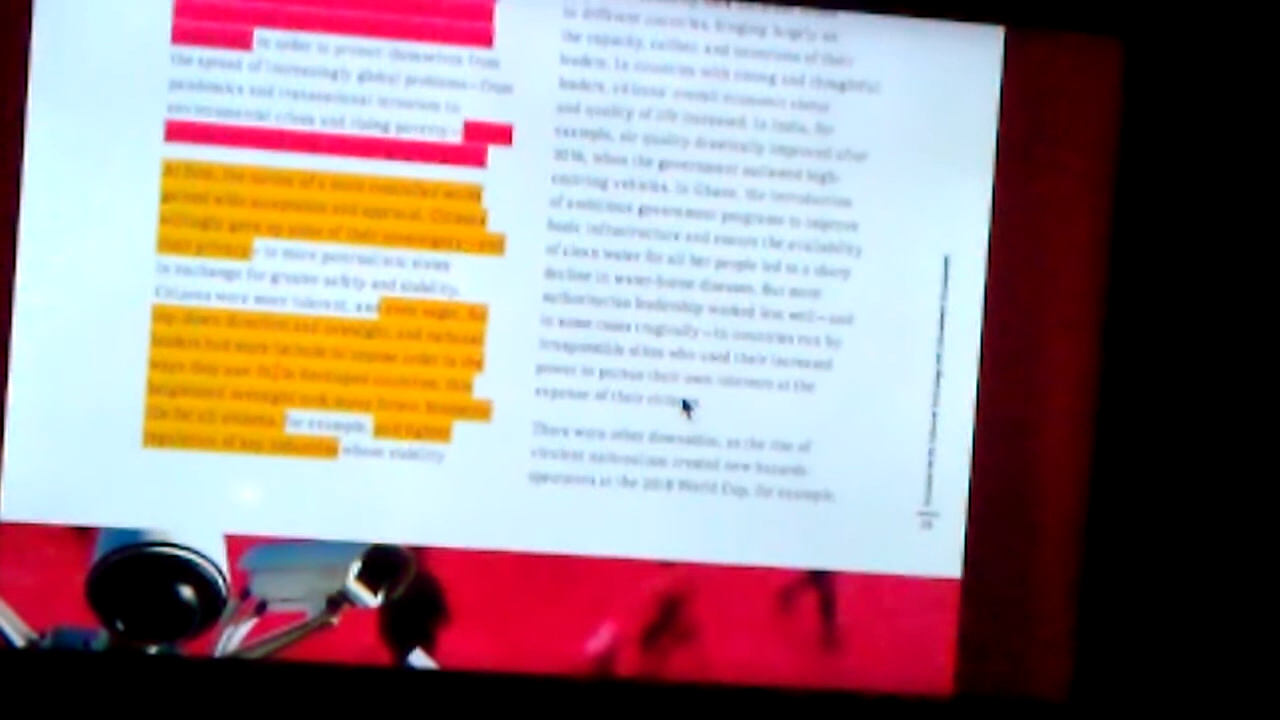 in order to protect themselves from
the spread of increasingly global problems—from
pandemics and transnational terrorism to
environmental crises and rising poverty—
At first, the notion of a more controlled world
gained wide acceptance and approval. Citizens
willingly gave up some of their sovereignty—and
their privacy—to more paternalistic states
in exchange for greater safety and stability.
Citizens were more tolerant, and even eager, for
top-down direction and oversight, and national
leaders had more latitude to impose order in the
ways they saw fit. In developed countries, this
heightened oversight took many forms: biometric
IDs for all citizens, for example, and tighter
regulation of key industries whose stability
in different countries, hinging largely on
the capacity, caliber, and intentions of their
leaders. In countries with strong and thoughtful
leaders, citizens' overall economic status
and quality of life increased. In India, for
example, air quality drastically improved after
2016, when the government outlawed high-
emitting vehicles. In Ghana, the introduction
of ambitious government programs to improve
basic infrastructure and ensure the availability
of clean water for all her people led to a sharp
decline in water-borne diseases. But more
authoritarian leadership worked less well—and
in some cases tragically—in countries run by
irresponsible elites who used their increased
power to pursue their own interests at the
expense of their
There were other downsides, as the rise of
virulent nationalism created new hazards:
spectators at the 2018 World Cup, for example